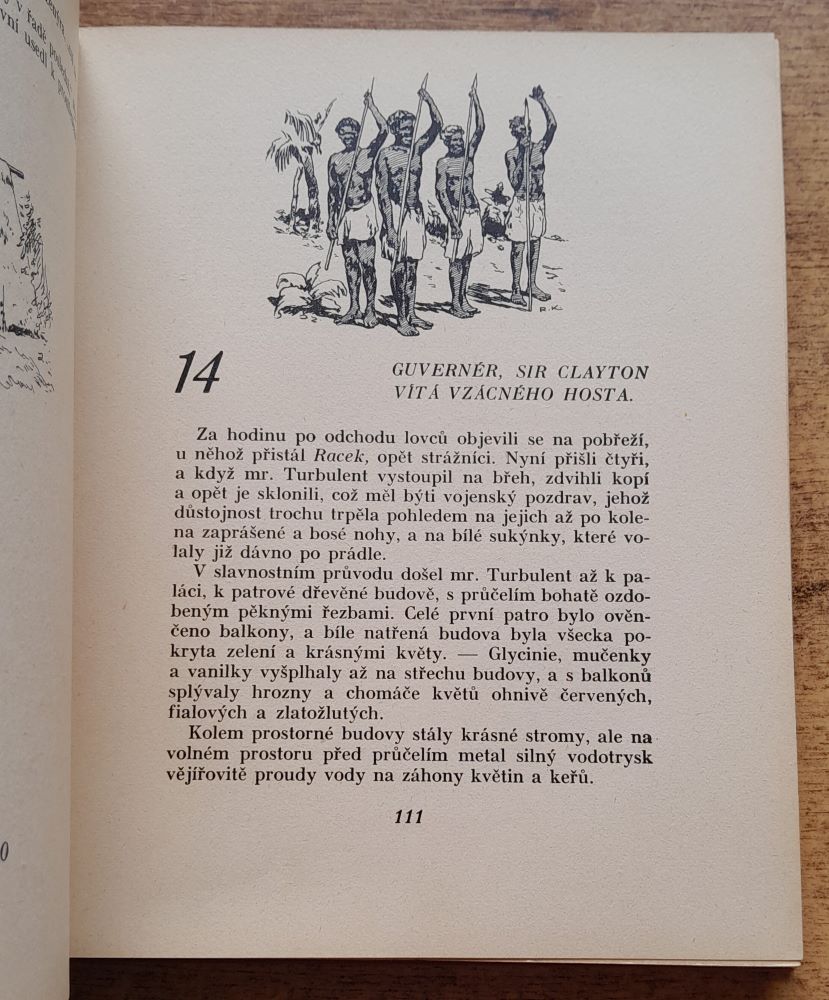 R.K.
14
GUVERNÉR, SIR CLAYTON
VÍTÁ VZÁCNÉHO HOSTA.
Za hodinu po odchodu lovců objevili se na pobřeží,
u něhož přistál Racek, opět strážníci. Nyní přišli čtyři,
a když mr. Turbulent vystoupil na břeh, zdvihli kopí
a opět je sklonili, což měl býti vojenský pozdrav, jehož
důstojnost trochu trpěla pohledem na jejich až po kole-
na zaprášené a bosé nohy, a na bílé sukýnky, které vo-
laly již dávno po prádle.
V slavnostním průvodu došel mr. Turbulent až k pa-
láci, k patrové dřevěné budově, s průčelím bohatě ozdo-
beným pěknými řezbami. Celé první patro bylo ověn-
čeno balkony, a bíle natřená budova byla všecka po-
kryta zelení a krásnými květy. — Glycinie, mučenky
a vanilky vyšplhaly až na střechu budovy, a s balkonů
splývaly hrozny a chomáče květů ohnivě červených,
fialových a zlatožlutých.
Kolem prostorné budovy stály krásné stromy, ale na
volném prostoru před průčelím metal silný vodotrysk
vějířovitě proudy vody na záhony květin a keřů.
111